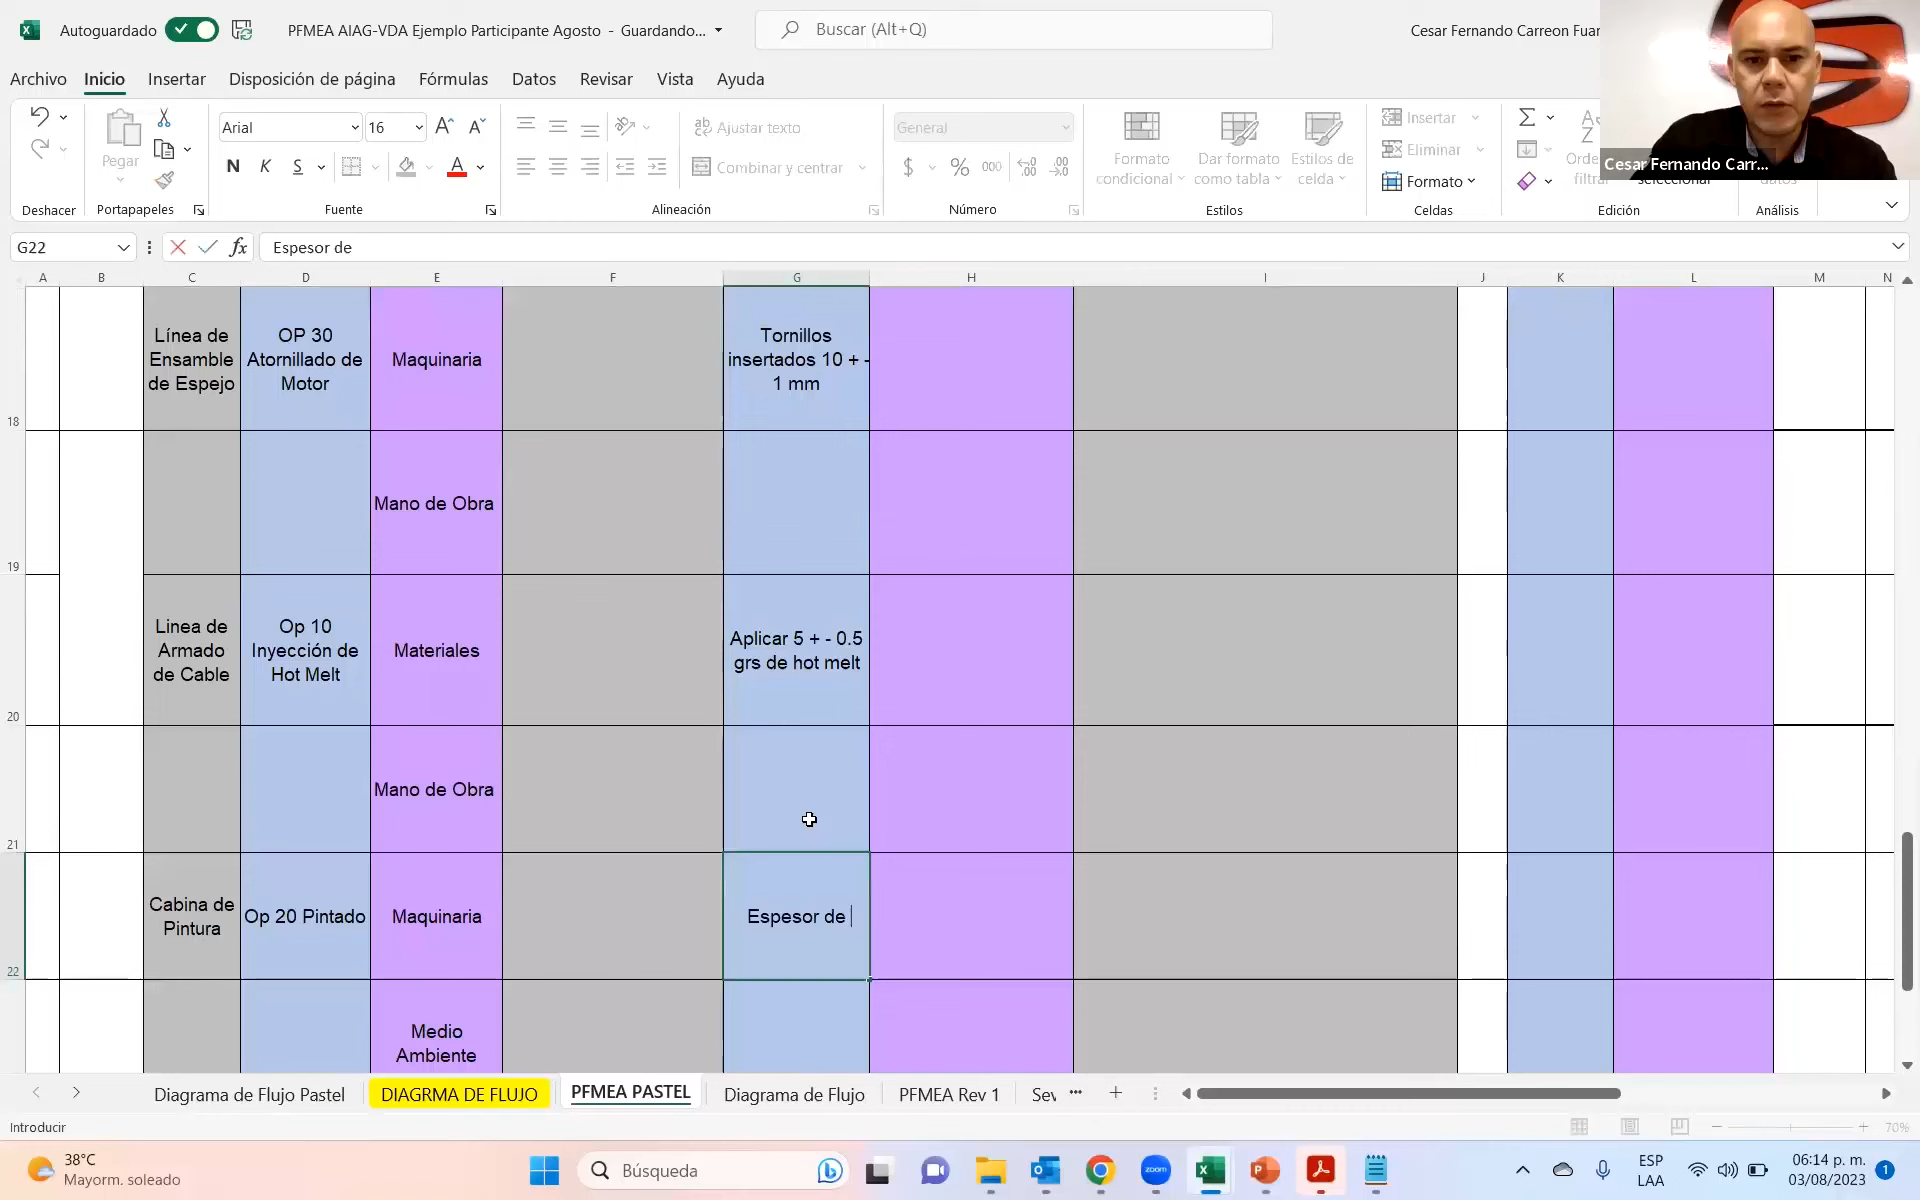 Autoguardado
PFMEA AIAG-VDA Ejemplo Participante Agosto - Guardando...
Buscar (Alt+Q)
Cesar Fernando Carreon Fuar
Archivo Inicio Insertar Disposición de página Fórmulas Datos Revisar Vista Ayuda
Pegar
Arial 16
N K S
Ajustar texto
Combinar y centrar
General
$ % 000
Formato condicional
Dar formato como tabla
Estilos de celda
Insertar
Eliminar
Formato
Cesar Fernando Carr...
Deshacer Portapapeles Fuente Alineación Número Estilos Celdas Edición Análisis
G22
fx
Espesor de
A B C D E F G H I J K L M N
Línea de
Ensamble
de Espejo
OP 30
Atornillado de
Motor
Maquinaria
Tornillos
insertados 10 + -
1 mm
18
Mano de Obra
19
Linea de
Armado
de Cable
Op 10
Inyección de
Hot Melt
Materiales
Aplicar 5 + - 0.5
grs de hot melt
20
Mano de Obra
21
Cabina de
Pintura
Op 20 Pintado
Maquinaria
Espesor de
22
Medio
Ambiente
Diagrama de Flujo Pastel DIAGRMA DE FLUJO PFMEA PASTEL Diagrama de Flujo PFMEA Rev 1 Sev ...
Introducir
70%
38°C
Mayorm. soleado
Búsqueda
zoom
ESP
LAA
06:14 p. m.
03/08/2023
1